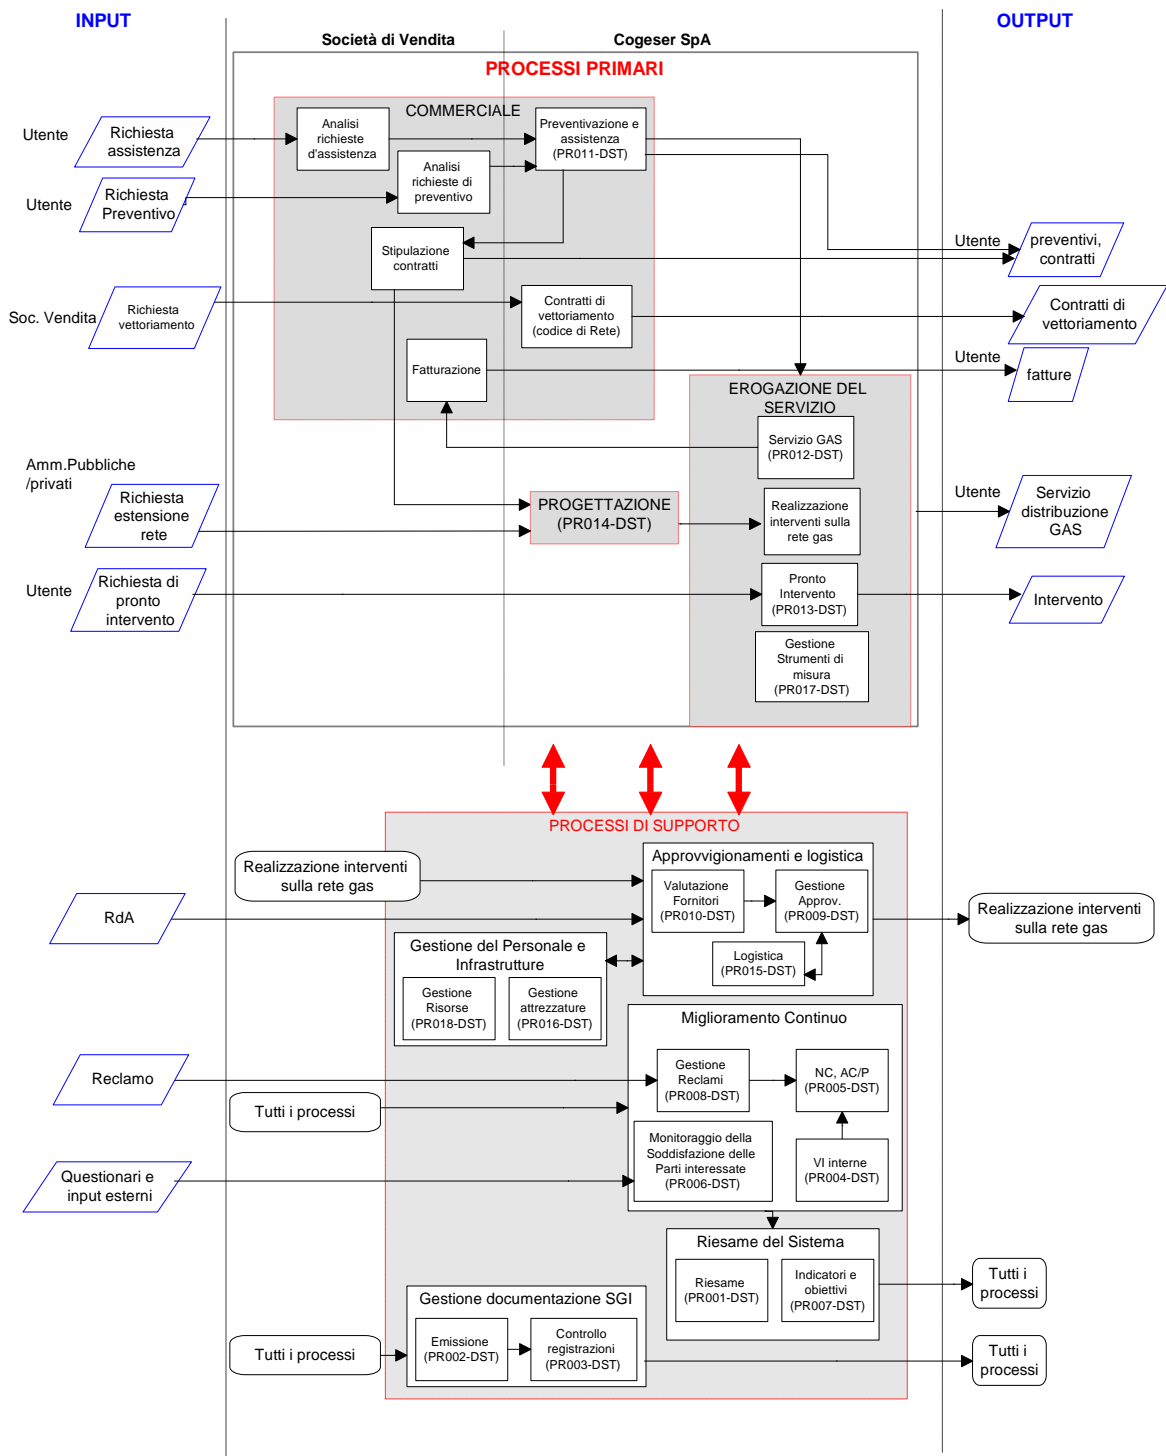 INPUT
OUTPUT
Società di Vendita
Cogeser SpA
PROCESSI PRIMARI
COMMERCIALE
Utente
Richiesta
assistenza
Analisi
richieste
d'assistenza
Preventivazione e
assistenza
(PR011-DST)
Utente
Richiesta
Preventivo
Analisi
richieste di
preventivo
Stipulazione
contratti
Utente
preventivi,
contratti
Soc. Vendita
Richiesta
vettoriamento
Contratti di
vettoriamento
(codice di Rete)
Contratti di
vettoriamento
Fatturazione
Utente
fatture
EROGAZIONE DEL
SERVIZIO
Servizio GAS
(PR012-DST)
Amm.Pubbliche
/privati
Richiesta
estensione
rete
PROGETTAZIONE
(PR014-DST)
Realizzazione
interventi sulla
rete gas
Utente
Servizio
distribuzione
GAS
Utente
Richiesta di
pronto
intervento
Pronto
Intervento
(PR013-DST)
Intervento
Gestione
Strumenti di
misura
(PR017-DST)
PROCESSI DI SUPPORTO
Realizzazione interventi
sulla rete gas
Approvvigionamenti e logistica
Valutazione
Fornitori
(PR010-DST)
Gestione
Approv.
(PR009-DST)
RdA
Realizzazione interventi
sulla rete gas
Logistica
(PR015-DST)
Gestione del Personale e
Infrastrutture
Gestione
Risorse
(PR018-DST)
Gestione
attrezzature
(PR016-DST)
Miglioramento Continuo
Reclamo
Gestione
Reclami
(PR008-DST)
NC, AC/P
(PR005-DST)
Tutti i processi
Monitoraggio della
Soddisfazione delle
Parti interessate
(PR006-DST)
VI interne
(PR004-DST)
Questionari e
input esterni
Riesame del Sistema
Riesame
(PR001-DST)
Indicatori e
obiettivi
(PR007-DST)
Tutti i
processi
Gestione documentazione SGI
Tutti i processi
Emissione
(PR002-DST)
Controllo
registrazioni
(PR003-DST)
Tutti i
processi